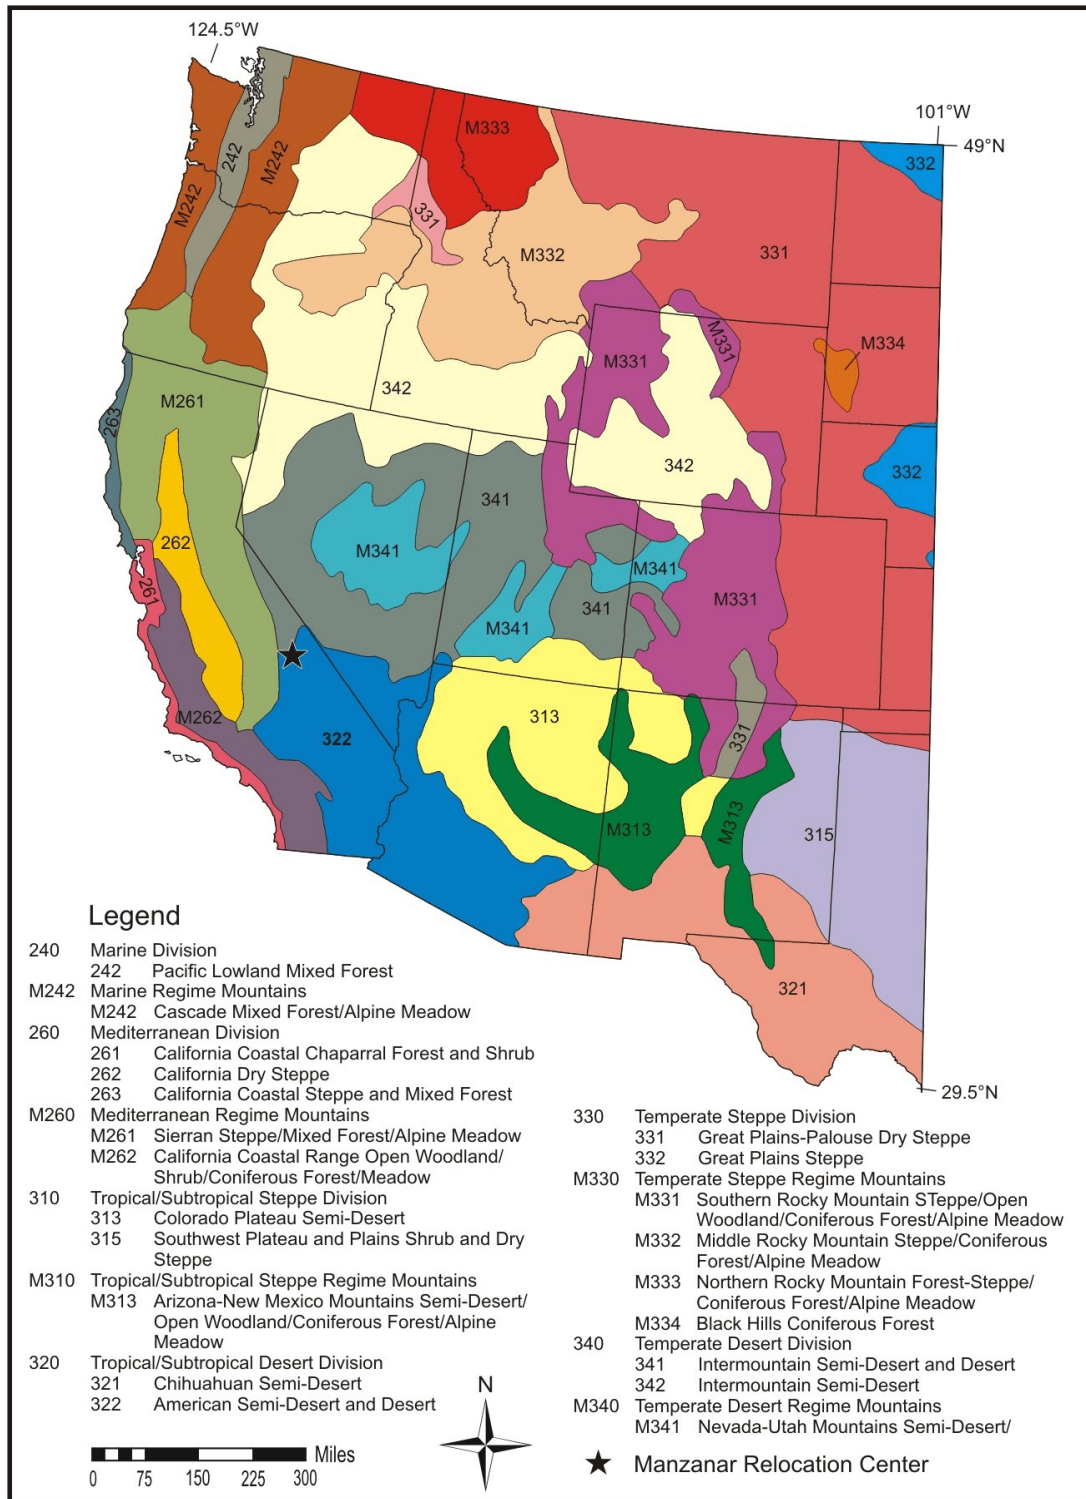 124.5°W
101°W
49°N
M333
332
242
M242
M242
331
M332
331
M331
M331
M334
342
M261
263
342
332
341
262
M341
M341
261
341
M331
M341
M262
313
322
331
M313
M313
315
321
29.5°N
Legend
240 Marine Division
242 Pacific Lowland Mixed Forest
M242 Marine Regime Mountains
M242 Cascade Mixed Forest/Alpine Meadow
260 Mediterranean Division
261 California Coastal Chaparral Forest and Shrub
262 California Dry Steppe
263 California Coastal Steppe and Mixed Forest
M260 Mediterranean Regime Mountains
M261 Sierran Steppe/Mixed Forest/Alpine Meadow
M262 California Coastal Range Open Woodland/
Shrub/Coniferous Forest/Meadow
310 Tropical/Subtropical Steppe Division
313 Colorado Plateau Semi-Desert
315 Southwest Plateau and Plains Shrub and Dry
Steppe
M310 Tropical/Subtropical Steppe Regime Mountains
M313 Arizona-New Mexico Mountains Semi-Desert/
Open Woodland/Coniferous Forest/Alpine
Meadow
320 Tropical/Subtropical Desert Division
321 Chihuahuan Semi-Desert
322 American Semi-Desert and Desert
330 Temperate Steppe Division
331 Great Plains-Palouse Dry Steppe
332 Great Plains Steppe
M330 Temperate Steppe Regime Mountains
M331 Southern Rocky Mountain STeppe/Open
Woodland/Coniferous Forest/Alpine Meadow
M332 Middle Rocky Mountain Steppe/Coniferous
Forest/Alpine Meadow
M333 Northern Rocky Mountain Forest-Steppe/
Coniferous Forest/Alpine Meadow
M334 Black Hills Coniferous Forest
340 Temperate Desert Division
341 Intermountain Semi-Desert and Desert
342 Intermountain Semi-Desert
M340 Temperate Desert Regime Mountains
M341 Nevada-Utah Mountains Semi-Desert/
Manzanar Relocation Center
N
Miles
0 75 150 225 300